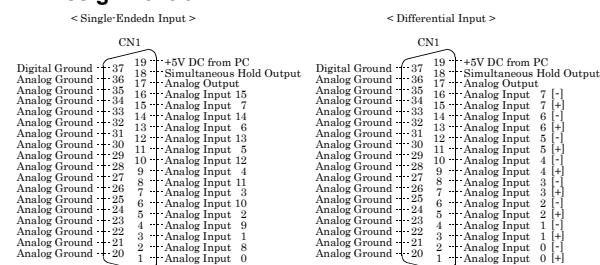 < Single-Endedn Input >
CN1
19 +5V DC from PC
Digital Ground 37
18 Simultaneous Hold Output
Analog Ground 36
17 Analog Output
Analog Ground 35
16 Analog Input 15
Analog Ground 34
15 Analog Input 7
Analog Ground 33
14 Analog Input 14
Analog Ground 32
13 Analog Input 6
Analog Ground 31
12 Analog Input 13
Analog Ground 30
11 Analog Input 5
Analog Ground 29
10 Analog Input 12
Analog Ground 28
9 Analog Input 4
Analog Ground 27
8 Analog Input 11
Analog Ground 26
7 Analog Input 3
Analog Ground 25
6 Analog Input 10
Analog Ground 24
5 Analog Input 2
Analog Ground 23
4 Analog Input 9
Analog Ground 22
3 Analog Input 1
Analog Ground 21
2 Analog Input 8
Analog Ground 20
1 Analog Input 0
< Differential Input >
CN1
19 +5V DC from PC
Digital Ground 37
18 Simultaneous Hold Output
Analog Ground 36
17 Analog Output
Analog Ground 35
16 Analog Input 7 [-]
Analog Ground 34
15 Analog Input 7 [+]
Analog Ground 33
14 Analog Input 6 [-]
Analog Ground 32
13 Analog Input 6 [+]
Analog Ground 31
12 Analog Input 5 [-]
Analog Ground 30
11 Analog Input 5 [+]
Analog Ground 29
10 Analog Input 4 [-]
Analog Ground 28
9 Analog Input 4 [+]
Analog Ground 27
8 Analog Input 3 [-]
Analog Ground 26
7 Analog Input 3 [+]
Analog Ground 25
6 Analog Input 2 [-]
Analog Ground 24
5 Analog Input 2 [+]
Analog Ground 23
4 Analog Input 1 [-]
Analog Ground 22
3 Analog Input 1 [+]
Analog Ground 21
2 Analog Input 0 [-]
Analog Ground 20
1 Analog Input 0 [+]